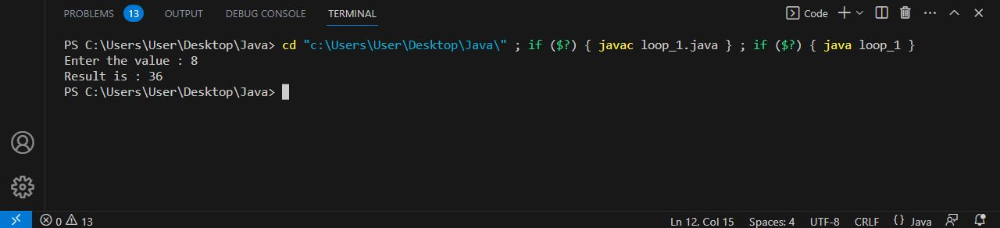 PROBLEMS 13 OUTPUT DEBUG CONSOLE TERMINAL Code
PS C:\Users\User\Desktop\Java> cd "c:\Users\User\Desktop\Java\" ; if ($?) { javac loop_1.java } ; if ($?) { java loop_1 }
Enter the value : 8
Result is : 36
PS C:\Users\User\Desktop\Java>
0 13 Ln 12, Col 15 Spaces: 4 UTF-8 CRLF {} Java